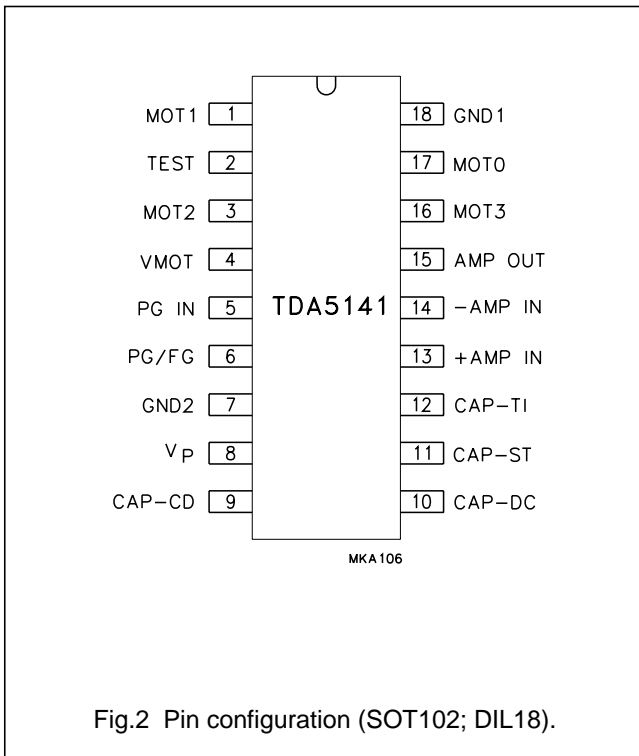 MOT1 1 18 GND1
TEST 2 17 MOT0
MOT2 3 16 MOT3
VMOT 4 15 AMP OUT
PG IN 5 TDA5141 14 −AMP IN
PG/FG 6 13 +AMP IN
GND2 7 12 CAP−TI
VP 8 11 CAP−ST
CAP−CD 9 10 CAP−DC
MKA106
Fig.2 Pin configuration (SOT102; DIL18).